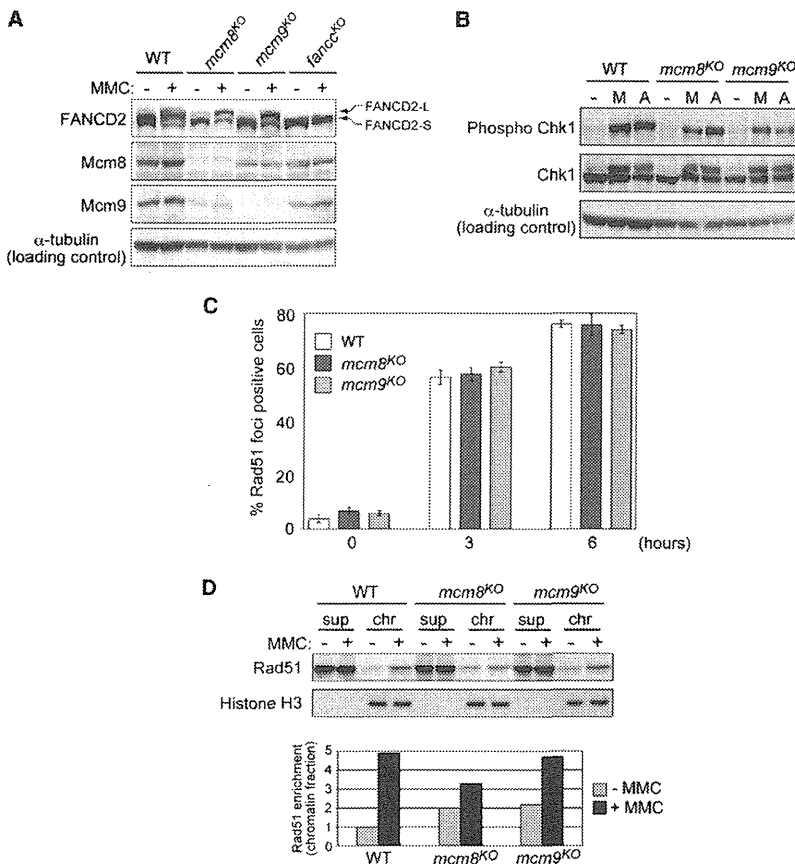 A
WT mcm8KO mcm9KO fanccKO
MMC: - + - + - + - +
FANCD2
FANCD2-L
FANCD2-S
Mcm8
Mcm9
α-tubulin
(loading control)
B
WT mcm8KO mcm9KO
- M A - M A - M A
Phospho Chk1
Chk1
α-tubulin
(loading control)
C
% Rad51 foci positive cells
80
60
40
20
0
WT
mcm8KO
mcm9KO
0 3 6 (hours)
D
WT mcm8KO mcm9KO
sup chr sup chr sup chr
MMC: - + - + - + - + - + - +
Rad51
Histone H3
Rad51 enrichment
(chromatin fraction)
5
4
3
2
1
- MMC
+ MMC
WT mcm8KO mcm9KO